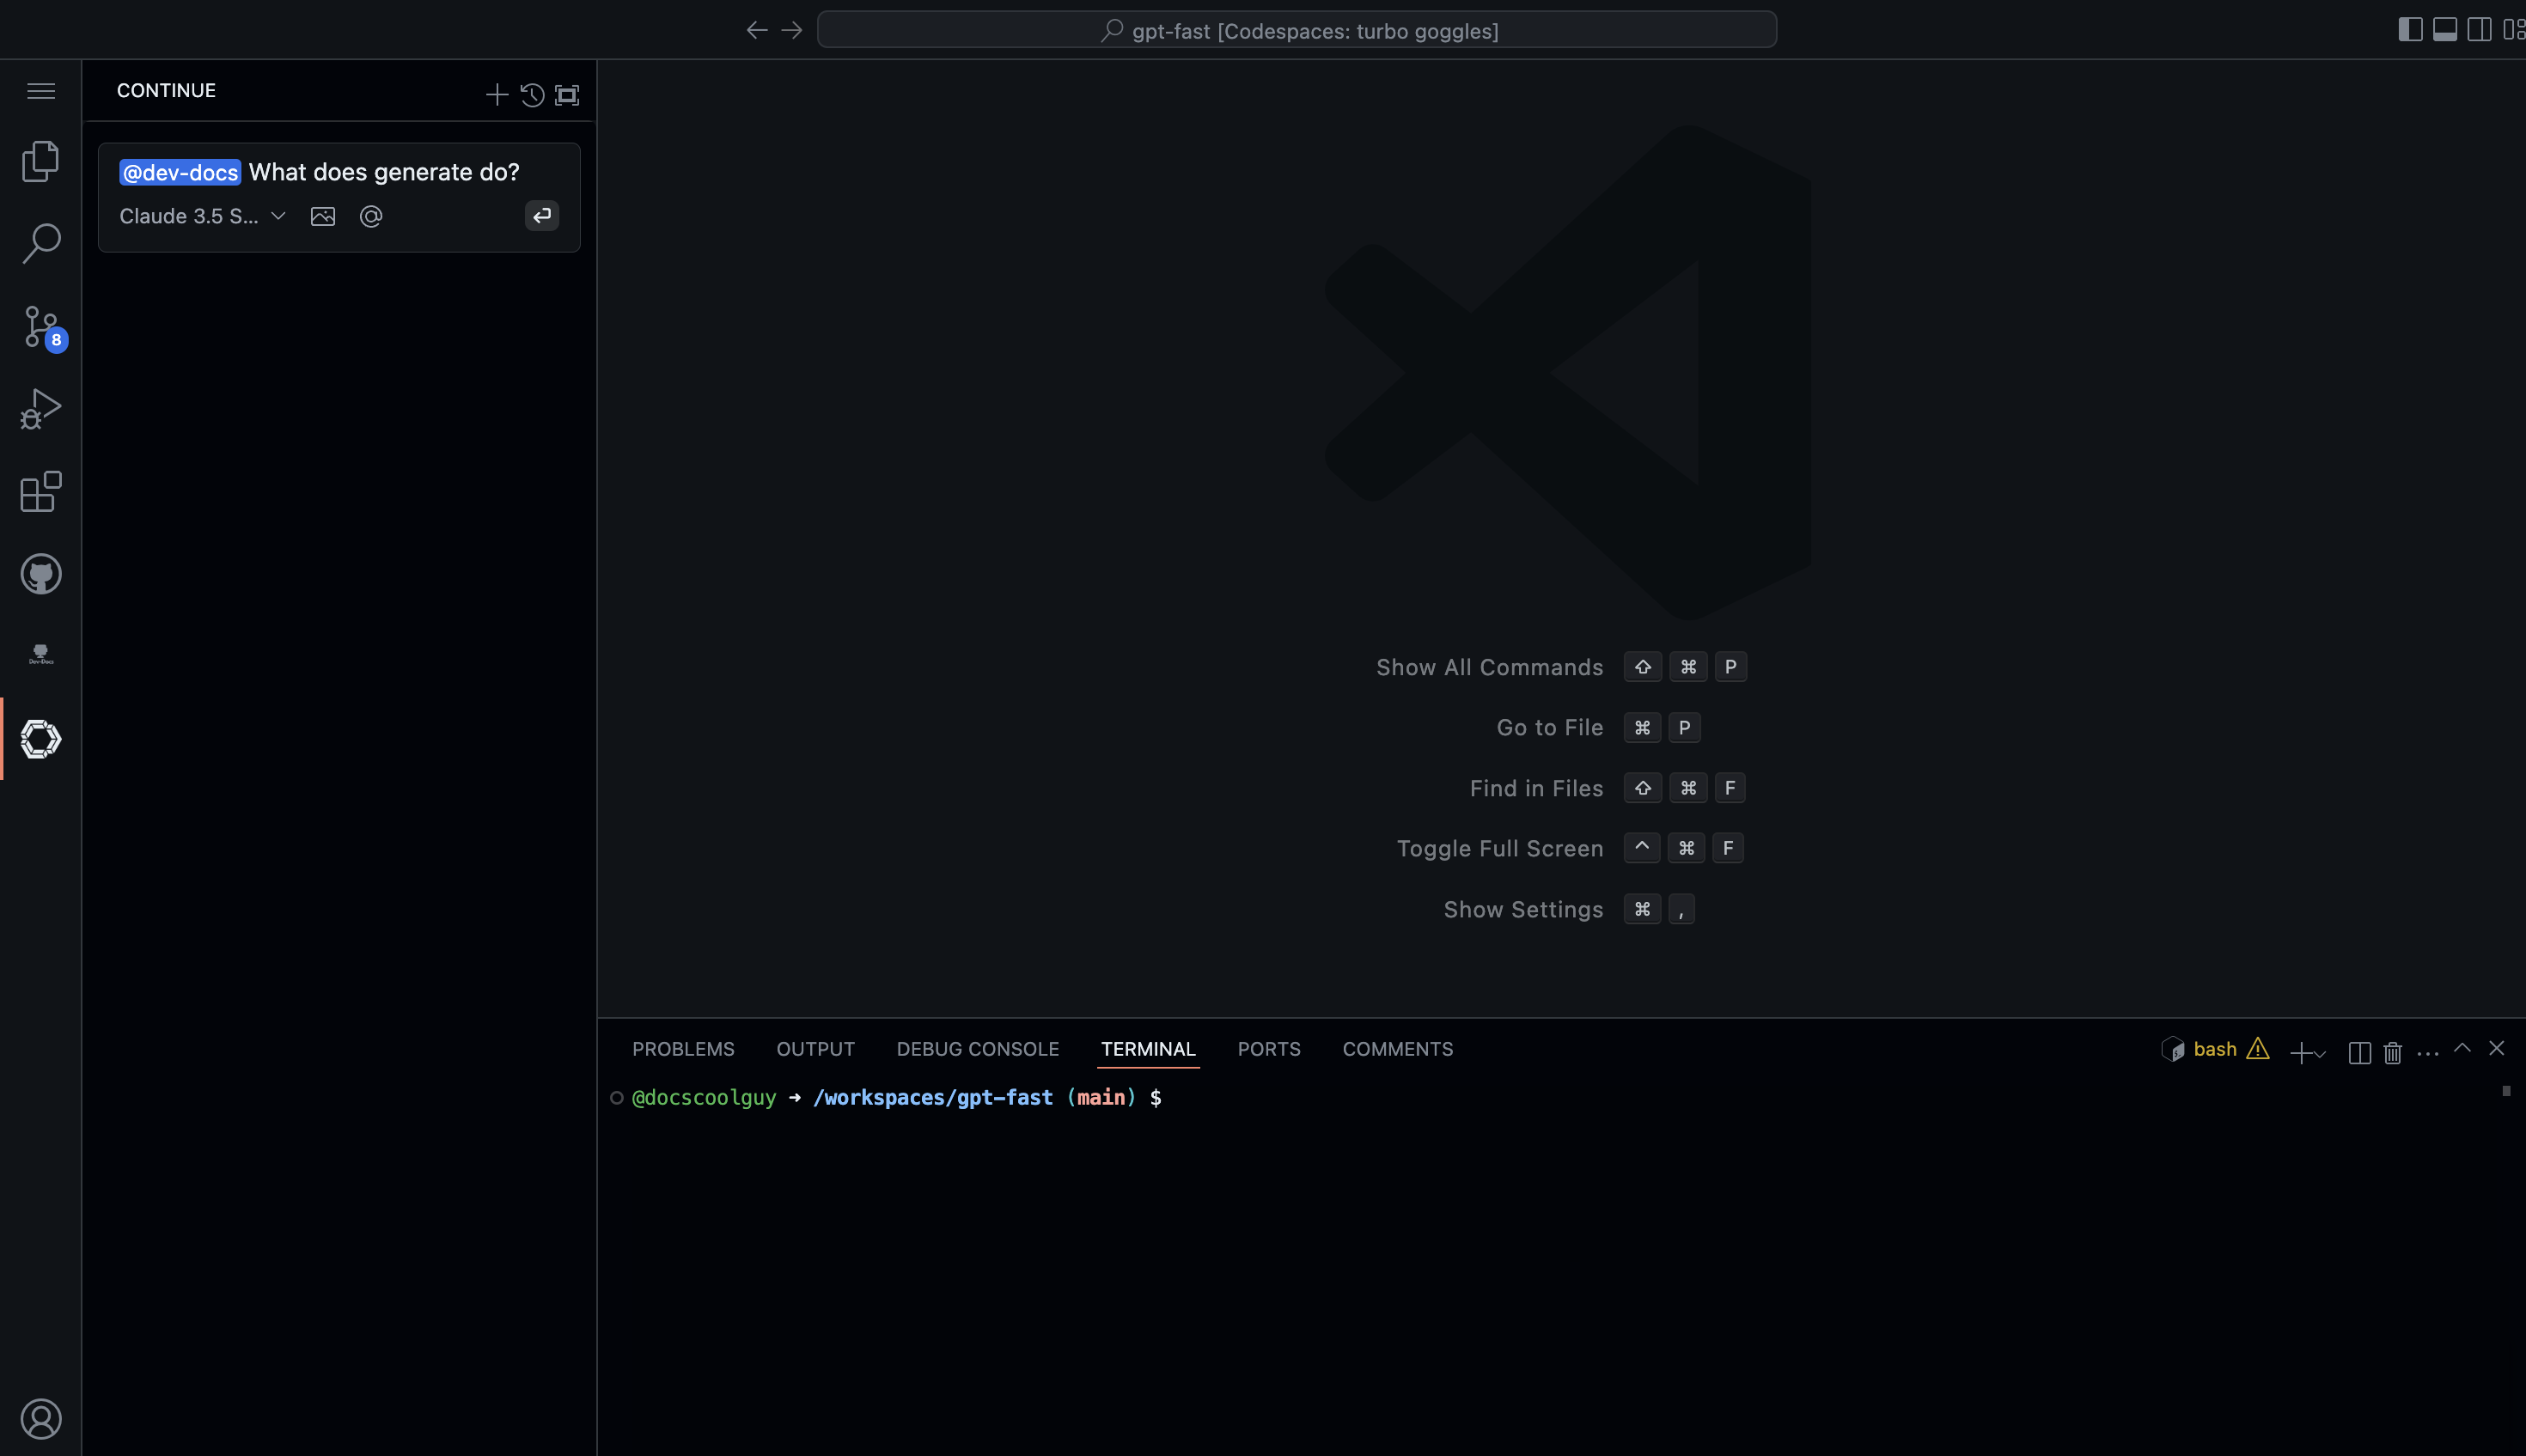 gpt-fast [Codespaces: turbo goggles]
CONTINUE
@dev-docs What does generate do?
Claude 3.5 S...
8
Dev-Docs
Show All Commands ⇧ ⌘ P
Go to File ⌘ P
Find in Files ⇧ ⌘ F
Toggle Full Screen ^ ⌘ F
Show Settings ⌘ ,
PROBLEMS OUTPUT DEBUG CONSOLE TERMINAL PORTS COMMENTS
bash
@docscoolguy ➜ /workspaces/gpt-fast (main) $